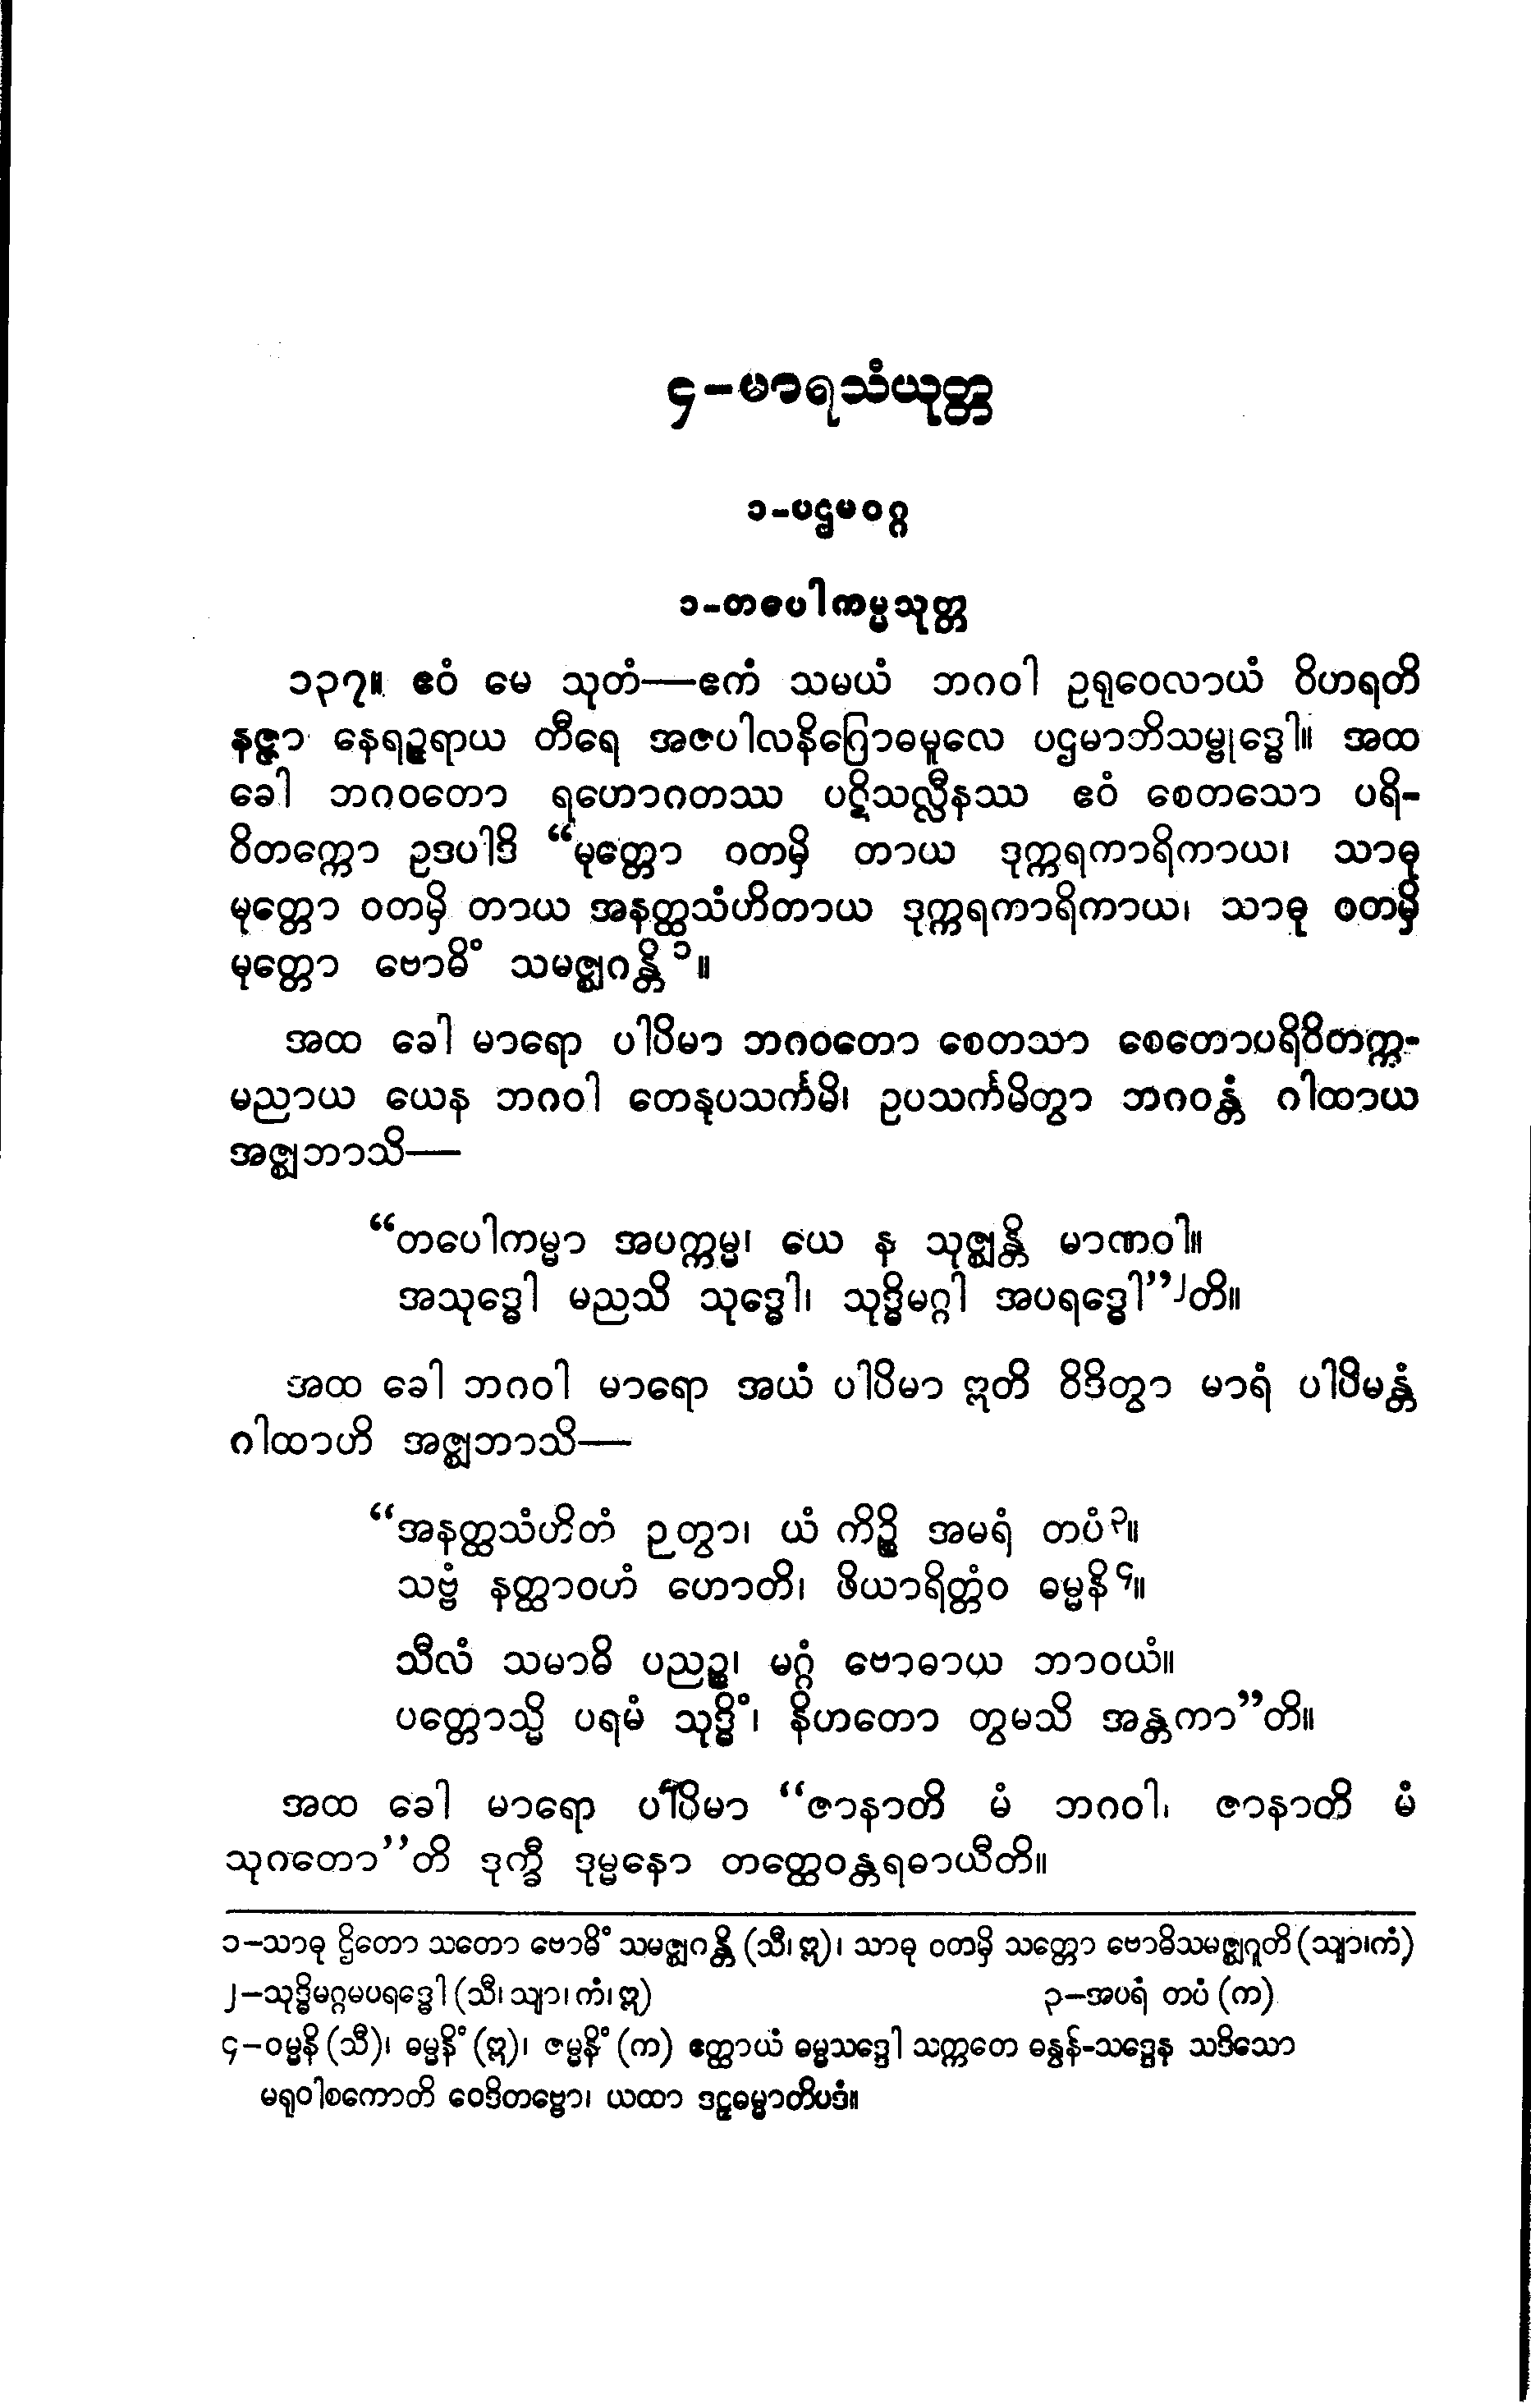 ၄–မာရသံယုတ္တ
၁–ပဌမဝဂ္ဂ
၁–တပေါကမ္မသုတ္တ
၁၃၇။ ဧဝံ မေ သုတံ—ဧကံ သမယံ ဘဂဝါ ဥရုဝေလာယံ ဝိဟရတိ
နဇ္ဇာ နေရဉ္ဇရာယ တီရေ အဇပါလနိဂြောဓမူလေ ပဌမာဘိသမ္ဗုဒ္ဓေါ။ အထ
ခေါ ဘဂဝတော ရဟောဂတဿ ပဋိသလ္လီနဿ ဧဝံ စေတသော ပရိ-
ဝိတက္ကော ဥဒပါဒိ “မုတ္တော ဝတမှိ တာယ ဒုက္ကရကာရိကာယ၊ သာဓု
မုတ္တော ဝတမှိ တာယ အနတ္ထသံဟိတာယ ဒုက္ကရကာရိကာယ၊ သာဓု ဝတမှိ
မုတ္တော ဗောဓိံ သမဇ္ဈဂန္တိ၁။
အထ ခေါ မာရော ပါပိမာ ဘဂဝတော စေတသာ စေတောပရိဝိတက္က-
မညာယ ယေန ဘဂဝါ တေနုပသင်္ကမိ၊ ဥပသင်္ကမိတွာ ဘဂဝန္တံ ဂါထာယ
အဇ္ဈဘာသိ—
“တပေါကမ္မာ အပက္ကမ္မ၊ ယေ န သုဇ္ဈန္တိ မာဏဝါ။
အသုဒ္ဓေါ မညသိ သုဒ္ဓေါ၊ သုဒ္ဓိမဂ္ဂါ အပရဒ္ဓေါ”၂တိ။
အထ ခေါ ဘဂဝါ မာရော အယံ ပါပိမာ ဣတိ ဝိဒိတွာ မာရံ ပါပိမန္တံ
ဂါထာဟိ အဇ္ဈဘာသိ—
“အနတ္ထသံဟိတံ ဉတွာ၊ ယံ ကိဉ္စိ အမရံ တပံ၃။
သဗ္ဗံ နတ္ထာဝဟံ ဟောတိ၊ ဖိယာရိတ္တံဝ ဓမ္မနိ၄။
သီလံ သမာဓိ ပညဉ္စ၊ မဂ္ဂံ ဗောဓာယ ဘာဝယံ။
ပတ္တောသ္မိ ပရမံ သုဒ္ဓိံ၊ နိဟတော တွမသိ အန္တကာ”တိ။
အထ ခေါ မာရော ပါပိမာ “ဇာနာတိ မံ ဘဂဝါ၊ ဇာနာတိ မံ
သုဂတော”တိ ဒုက္ခီ ဒုမ္မနော တတ္ထေဝန္တရဓာယီတိ။
၁–သာဓု ဌိတော သတော ဗောဓိံ သမဇ္ဈဂန္တိ (သီ၊ ဣ)၊ သာဓု ဝတမှိ သတ္တော ဗောဓိသမဇ္ဈဂူတိ (သျာ၊ကံ)
၂–သုဒ္ဓိမဂ္ဂမပရဒ္ဓေါ (သီ၊ သျာ၊ ကံ၊ ဣ) ၃–အပရံ တပံ (က)
၄–ဝမ္မနိ (သီ)၊ ဓမ္မနိံ (ဣ)၊ ဇမ္မနိံ (က) ဧတ္ထာယံ ဓမ္မသဒ္ဒေါ သက္ကတေ ဓနွန်-သဒ္ဒေန သဒိသော
မရုဝါစကောတိ ဝေဒိတဗ္ဗော၊ ယထာ ဒဠှဓမ္မာတိပဒံ။